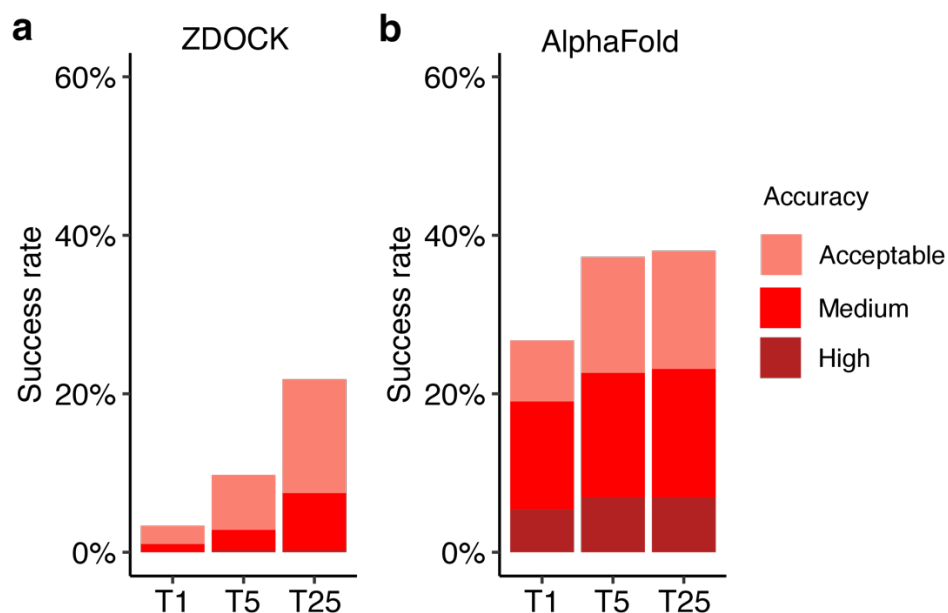 a
ZDOCK
Success rate
60%
40%
20%
0%
T1 T5 T25
b
AlphaFold
Success rate
60%
40%
20%
0%
T1 T5 T25
Accuracy
Acceptable
Medium
High